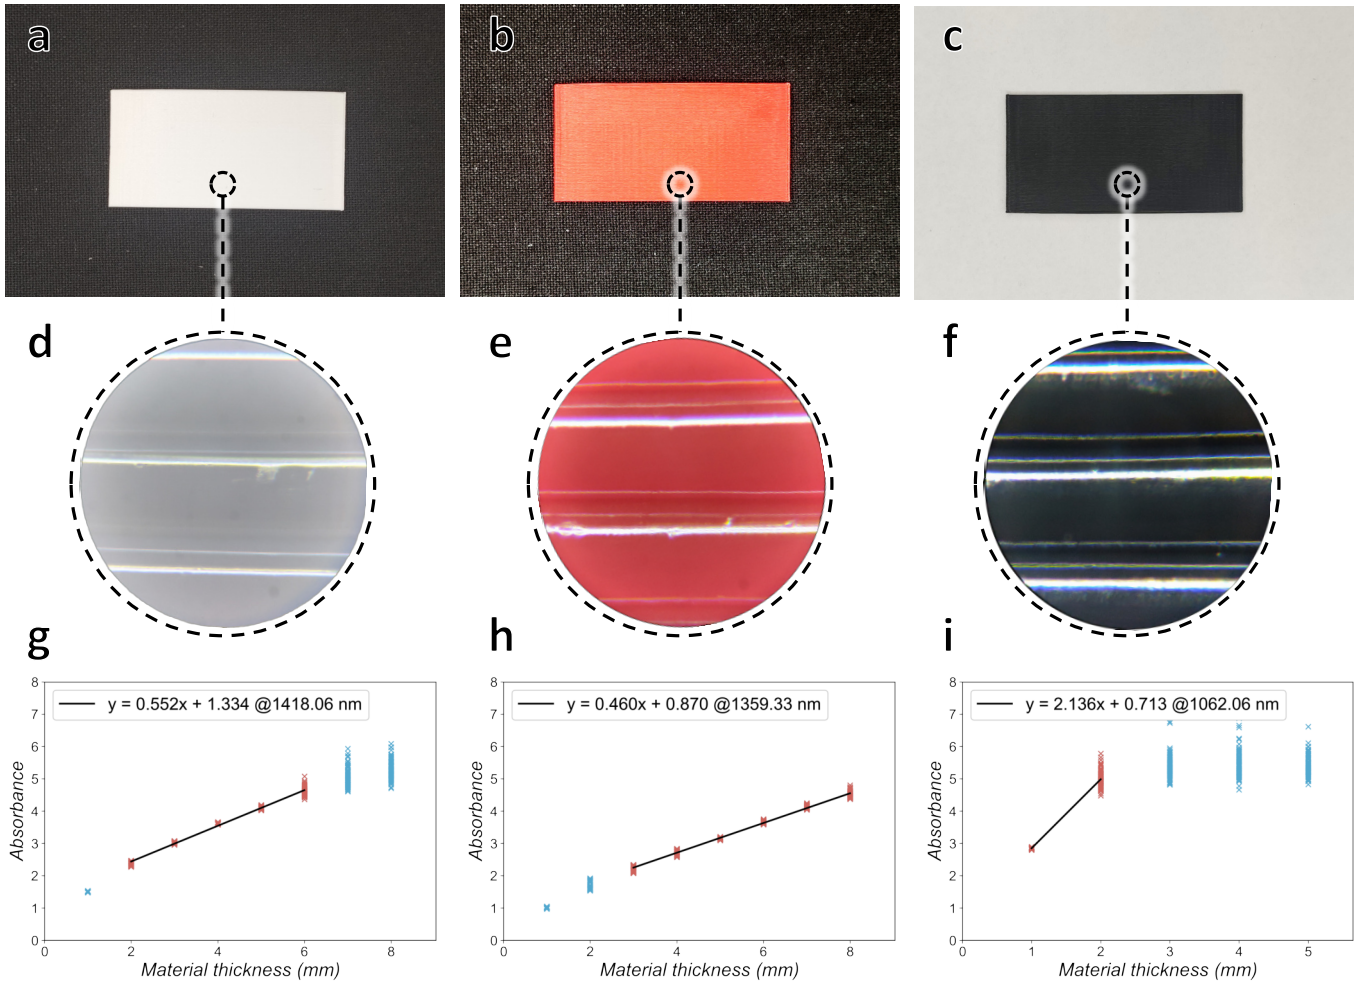 a
b
c
d
e
f
g
h
i
y = 0.552x + 1.334 @1418.06 nm
8
7
6
5
4
3
2
1
0
Absorbance
0
2
4
6
8
Material thickness (mm)
y = 0.460x + 0.870 @1359.33 nm
8
7
6
5
4
3
2
1
0
Absorbance
0
2
4
6
8
Material thickness (mm)
y = 2.136x + 0.713 @1062.06 nm
8
7
6
5
4
3
2
1
0
Absorbance
0
1
2
3
4
5
Material thickness (mm)